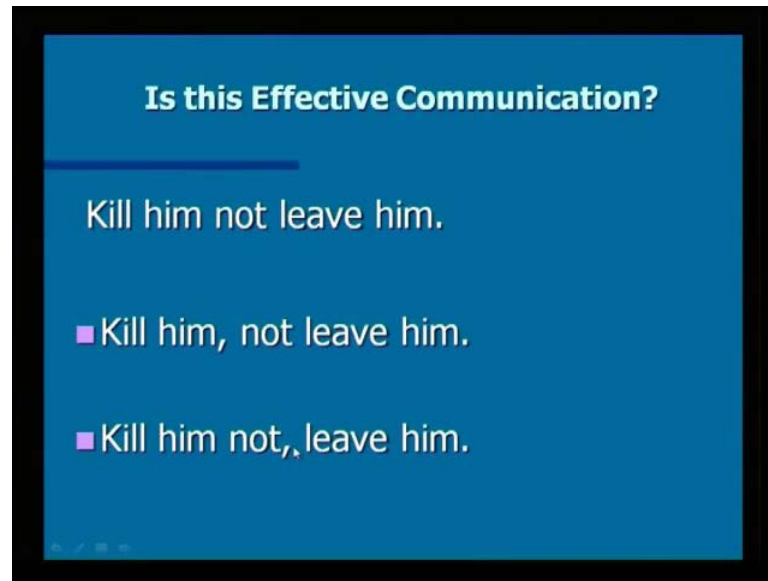 Is this Effective Communication?
Kill him not leave him.
Kill him, not leave him.
Kill him not, leave him.